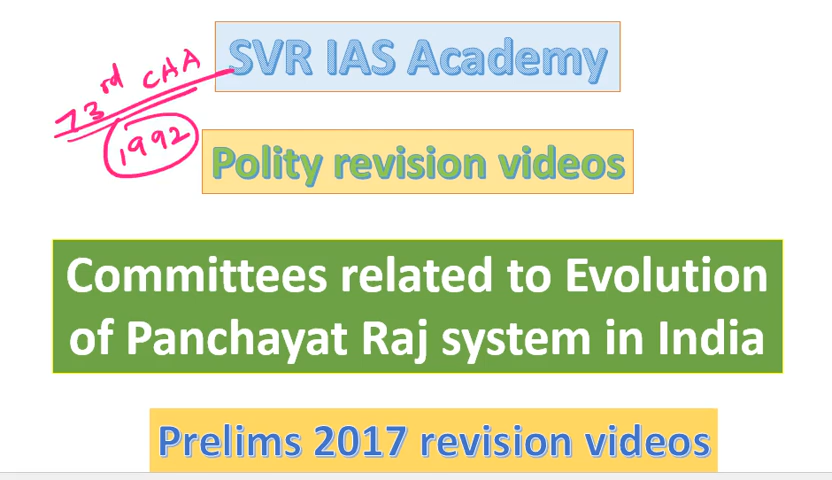 SVR IAS Academy
73rd CAA
1992
Polity revision videos
Committees related to Evolution
of Panchayat Raj system in India
Prelims 2017 revision videos